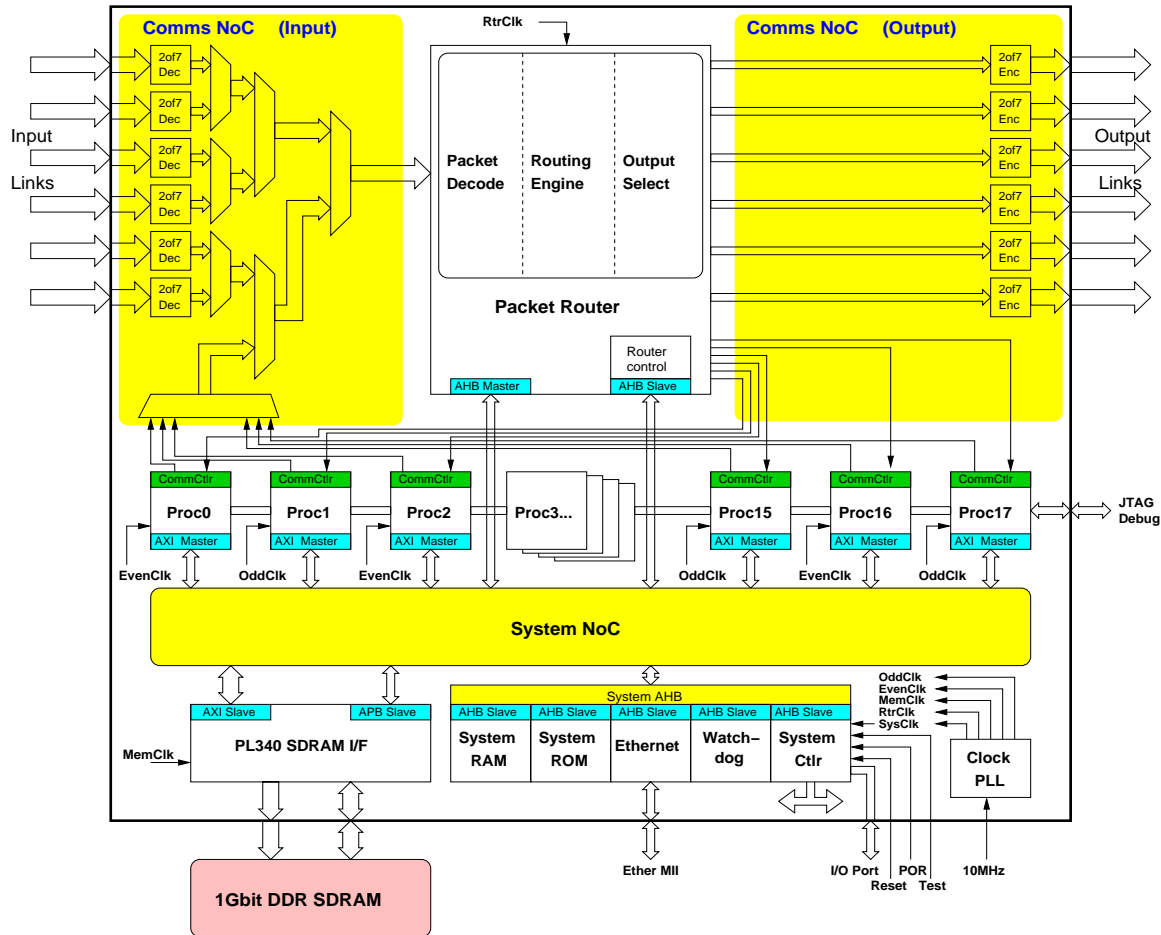 Comms NoC (Input)
RtrClk
Comms NoC (Output)
2of7
Dec
2of7
Dec
2of7
Dec
2of7
Dec
2of7
Dec
2of7
Dec
Input
Links
Packet
Decode
Routing
Engine
Output
Select
Packet Router
Router
control
AHB Master
AHB Slave
2of7
Enc
2of7
Enc
2of7
Enc
2of7
Enc
2of7
Enc
2of7
Enc
Output
Links
CommCtlr
Proc0
AXI Master
CommCtlr
Proc1
AXI Master
CommCtlr
Proc2
AXI Master
Proc3...
CommCtlr
Proc15
AXI Master
CommCtlr
Proc16
AXI Master
CommCtlr
Proc17
AXI Master
JTAG
Debug
EvenClk
OddClk
EvenClk
OddClk
EvenClk
OddClk
System NoC
AXI Slave
APB Slave
PL340 SDRAM I/F
MemClk
System AHB
AHB Slave
AHB Slave
AHB Slave
AHB Slave
AHB Slave
System
RAM
System
ROM
Ethernet
Watch–
dog
System
Ctlr
OddClk
EvenClk
MemClk
RtrClk
SysClk
Clock
PLL
1Gbit DDR SDRAM
Ether MII
I/O Port
Reset
POR
Test
10MHz